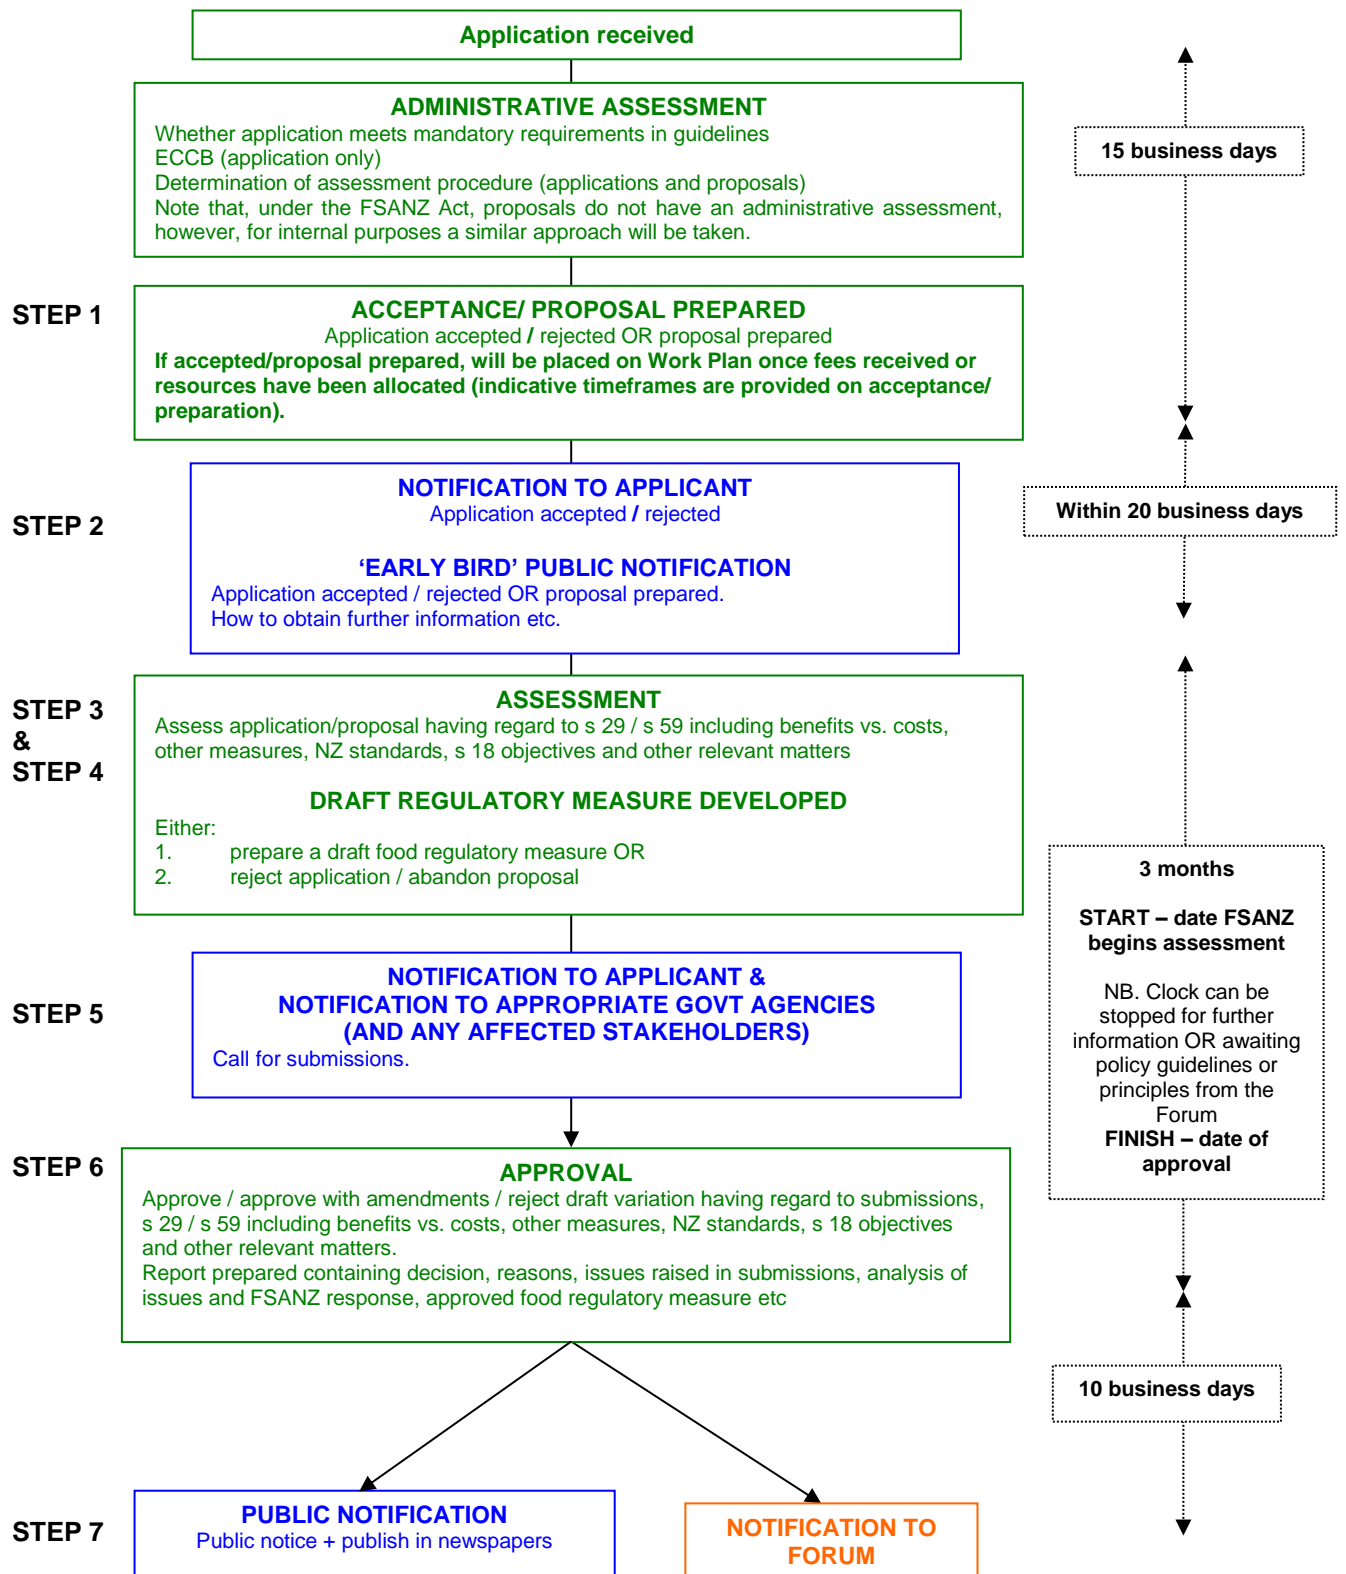 Application received
ADMINISTRATIVE ASSESSMENT
Whether application meets mandatory requirements in guidelines
ECCB (application only)
Determination of assessment procedure (applications and proposals)
Note that, under the FSANZ Act, proposals do not have an administrative assessment,
however, for internal purposes a similar approach will be taken.
15 business days
STEP 1
ACCEPTANCE/ PROPOSAL PREPARED
Application accepted / rejected OR proposal prepared
If accepted/proposal prepared, will be placed on Work Plan once fees received or
resources have been allocated (indicative timeframes are provided on acceptance/
preparation).
STEP 2
NOTIFICATION TO APPLICANT
Application accepted / rejected
‘EARLY BIRD’ PUBLIC NOTIFICATION
Application accepted / rejected OR proposal prepared.
How to obtain further information etc.
Within 20 business days
STEP 3
&
STEP 4
ASSESSMENT
Assess application/proposal having regard to s 29 / s 59 including benefits vs. costs,
other measures, NZ standards, s 18 objectives and other relevant matters
DRAFT REGULATORY MEASURE DEVELOPED
Either:
1. prepare a draft food regulatory measure OR
2. reject application / abandon proposal
3 months
START – date FSANZ
begins assessment
NB. Clock can be
stopped for further
information OR awaiting
policy guidelines or
principles from the
Forum
FINISH – date of
approval
STEP 5
NOTIFICATION TO APPLICANT &
NOTIFICATION TO APPROPRIATE GOVT AGENCIES
(AND ANY AFFECTED STAKEHOLDERS)
Call for submissions.
STEP 6
APPROVAL
Approve / approve with amendments / reject draft variation having regard to submissions,
s 29 / s 59 including benefits vs. costs, other measures, NZ standards, s 18 objectives
and other relevant matters.
Report prepared containing decision, reasons, issues raised in submissions, analysis of
issues and FSANZ response, approved food regulatory measure etc
10 business days
STEP 7
PUBLIC NOTIFICATION
Public notice + publish in newspapers
NOTIFICATION TO
FORUM